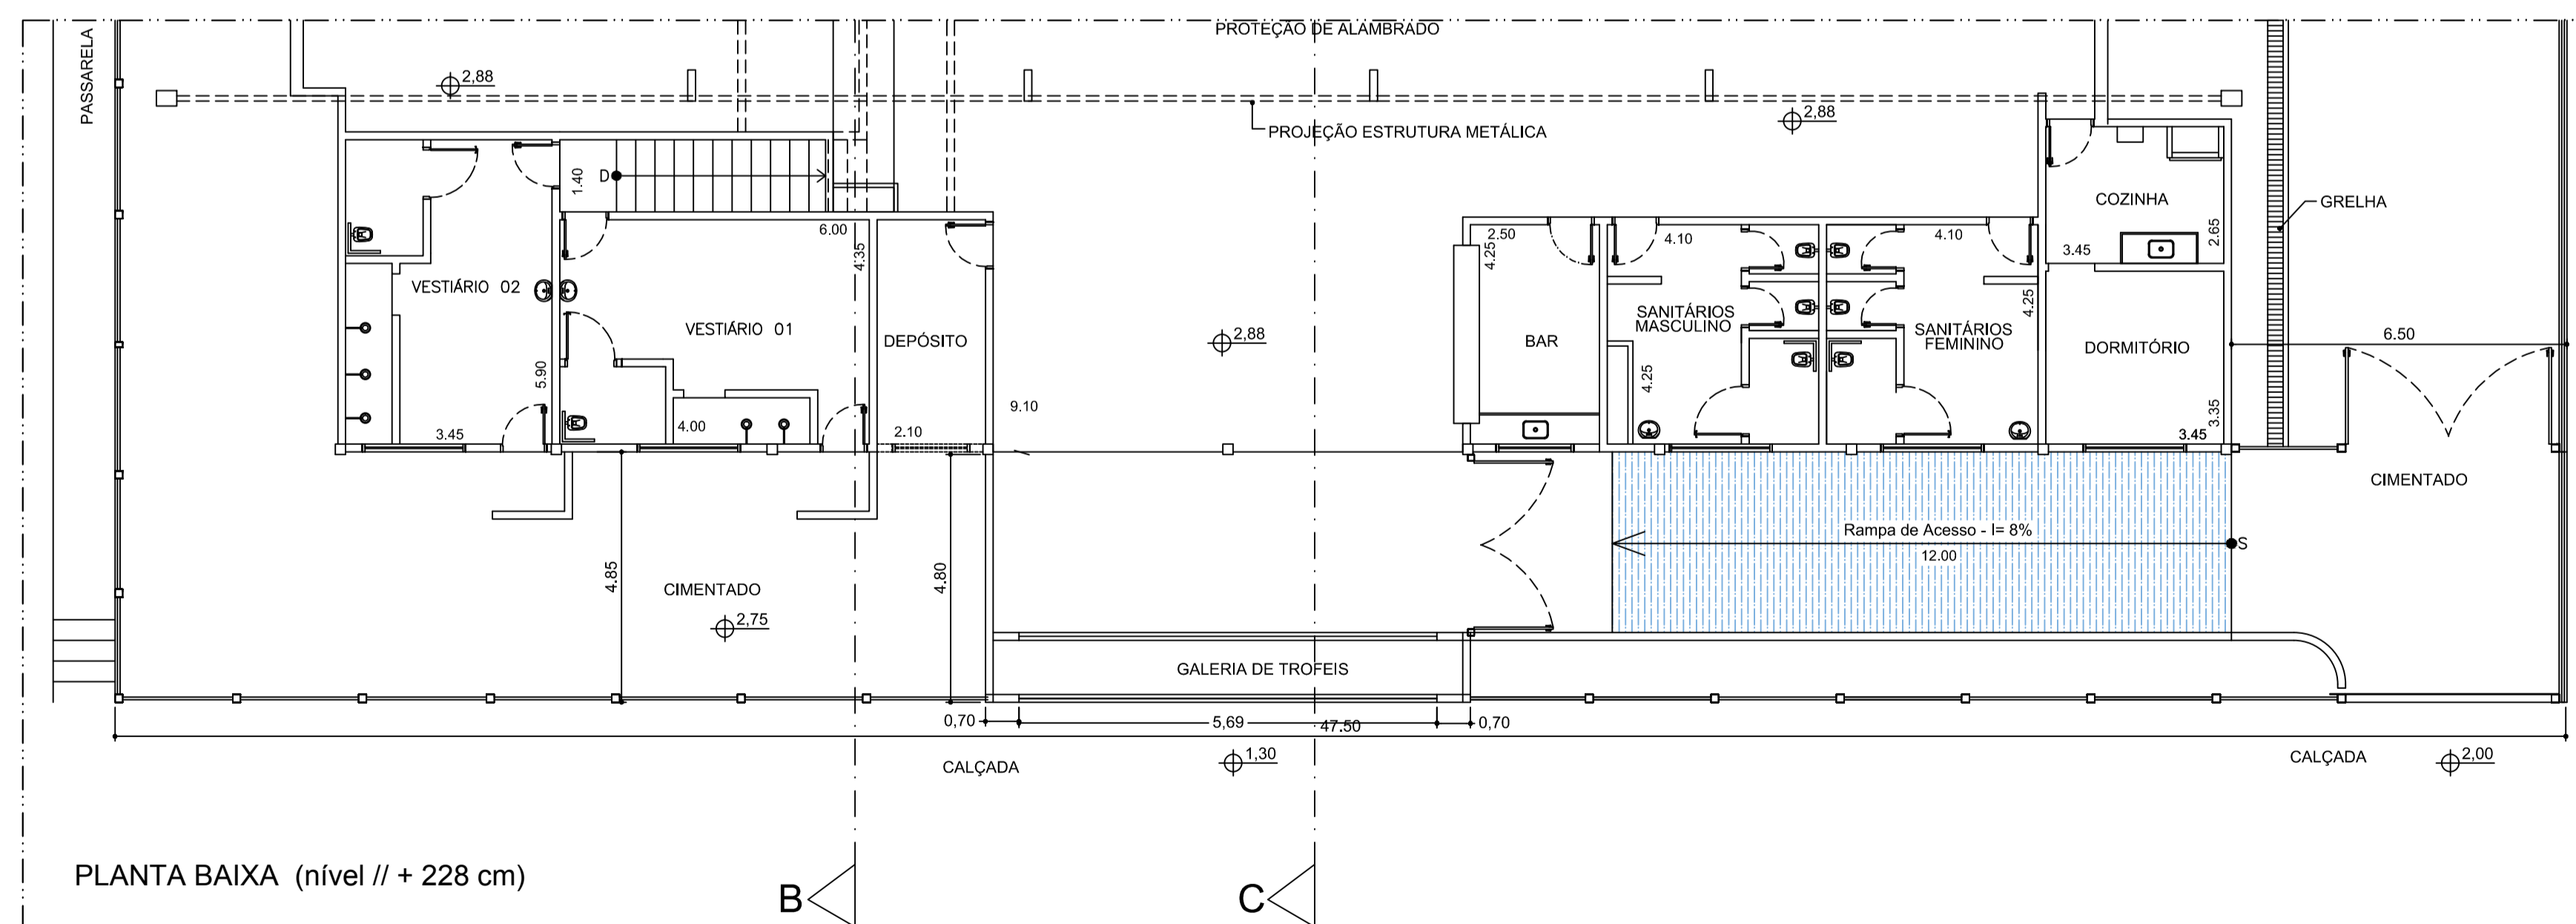 PROTEÇÃO DE ALAMBRADO
PASSARELA
2,88
2,88
PROJEÇÃO ESTRUTURA METÁLICA
1.40
D
COZINHA
GRELHA
6.00
4.35
2.50
4.25
4.10
4.10
3.45
2.65
VESTIÁRIO 02
VESTIÁRIO 01
DEPÓSITO
2,88
BAR
SANITÁRIOS
MASCULINO
4.25
SANITÁRIOS
FEMININO
DORMITÓRIO
6.50
5.90
4.25
9.10
3.45
4.00
2.10
3.35
3.45
CIMENTADO
Rampa de Acesso - I= 8%
12.00
S
4.85
CIMENTADO
2,75
4.80
GALERIA DE TROFEIS
0,70
5,69
47.50
0,70
CALÇADA
1,30
CALÇADA
2,00
PLANTA BAIXA (nível // + 228 cm)
B
C